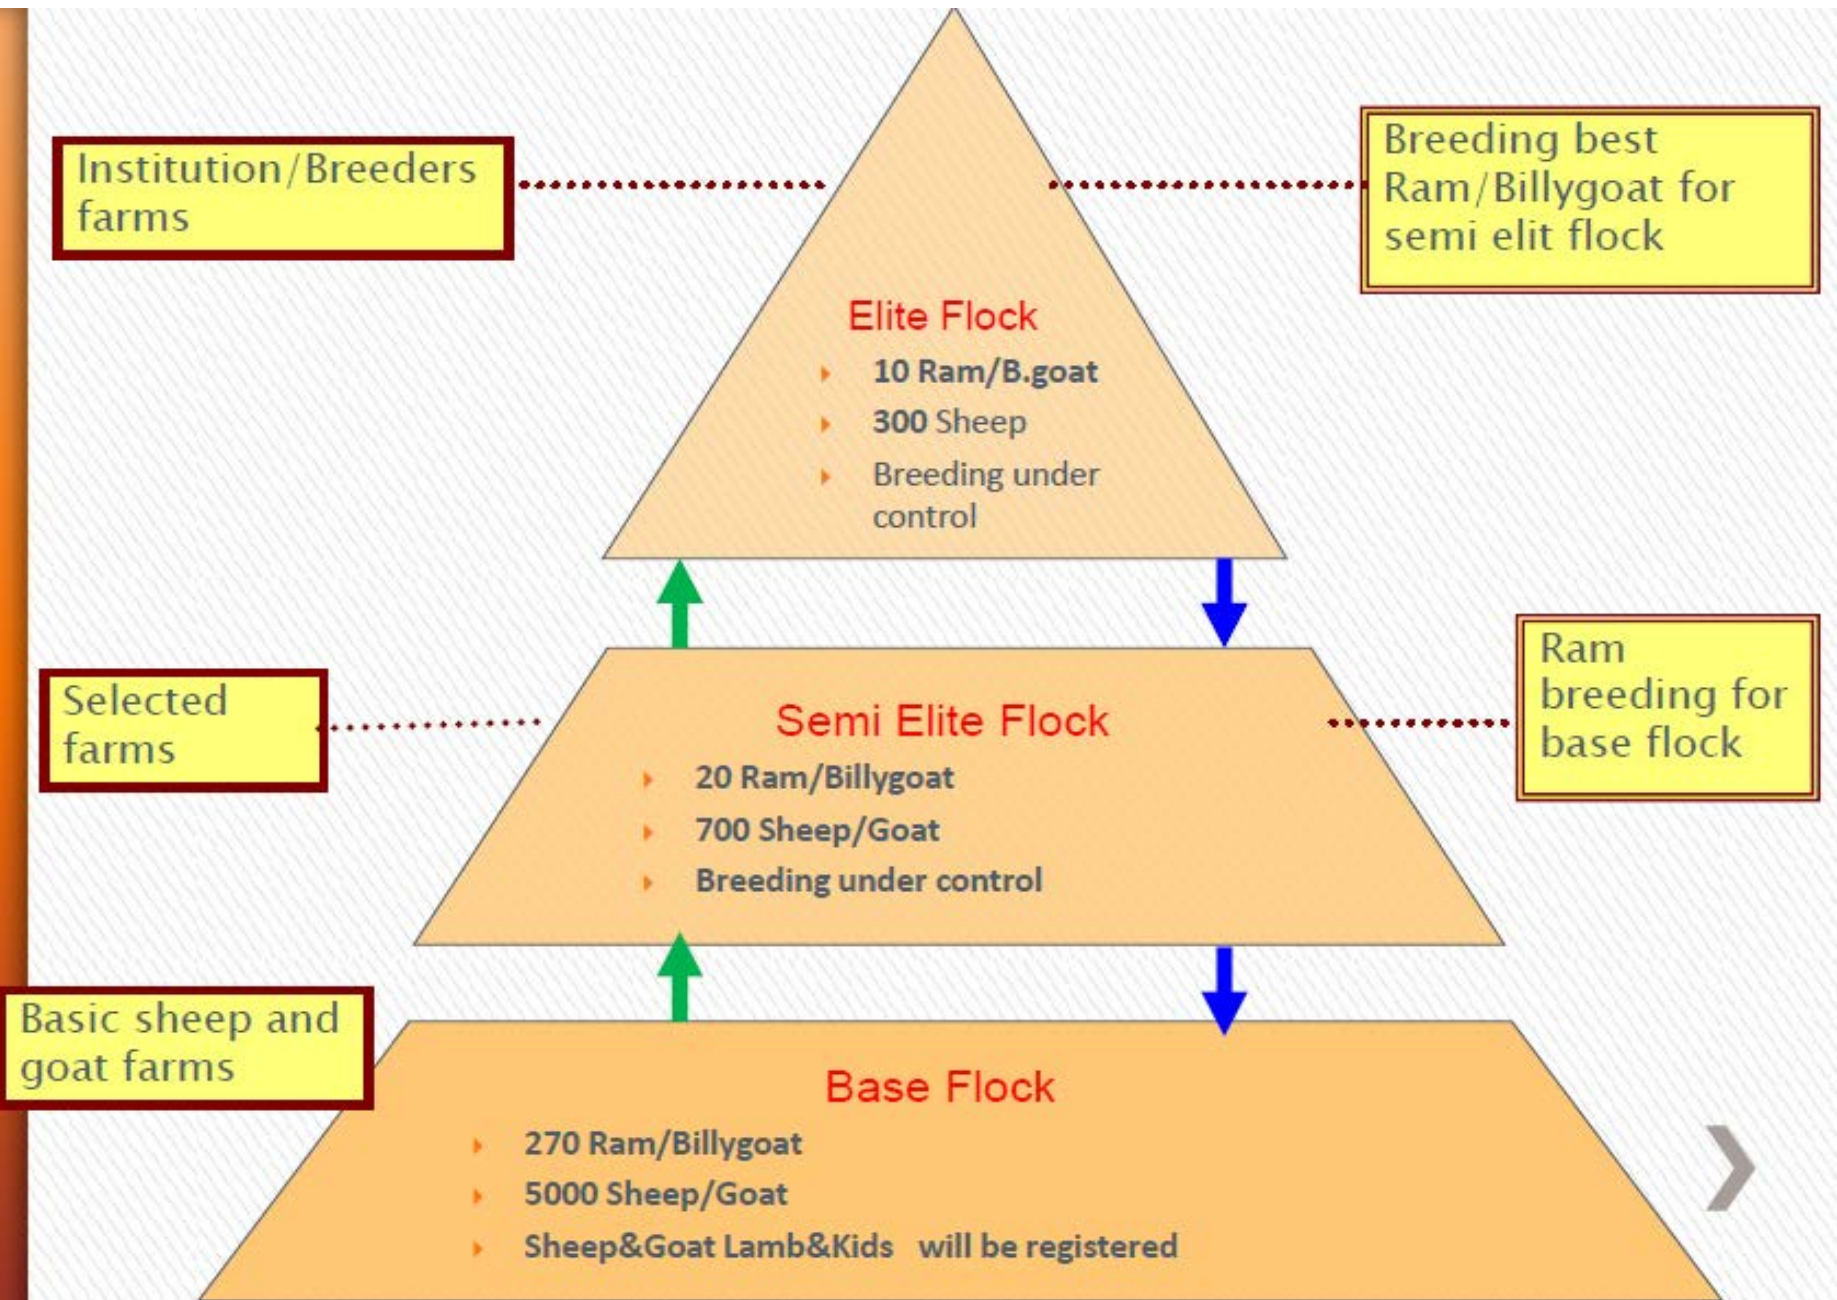 Institution/Breeders
farms
Breeding best
Ram/Billygoat for
semi elit flock
Elite Flock
10 Ram/B.goat
300 Sheep
Breeding under
control
Selected
farms
Semi Elite Flock
20 Ram/Billygoat
700 Sheep/Goat
Breeding under control
Ram
breeding for
base flock
Basic sheep and
goat farms
Base Flock
270 Ram/Billygoat
5000 Sheep/Goat
Sheep&Goat Lamb&Kids will be registered